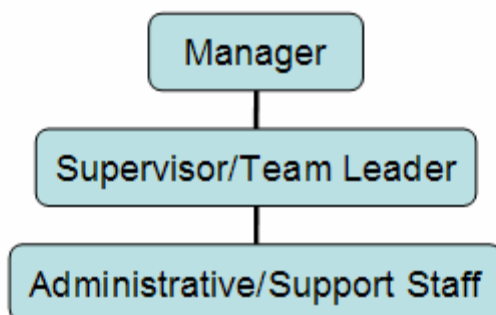 Manager
Supervisor/Team Leader
Administrative/Support Staff